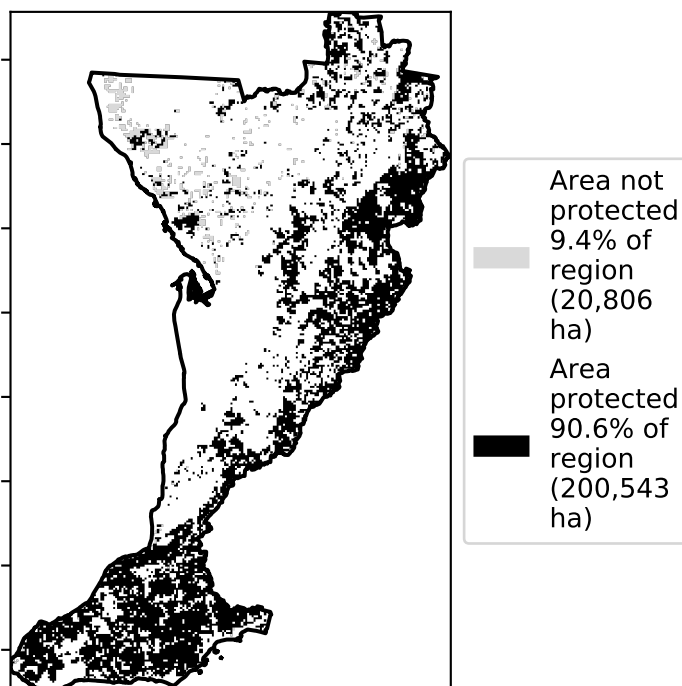 Area not
protected
9.4% of
region
(20,806
ha)
Area
protected
90.6% of
region
(200,543
ha)